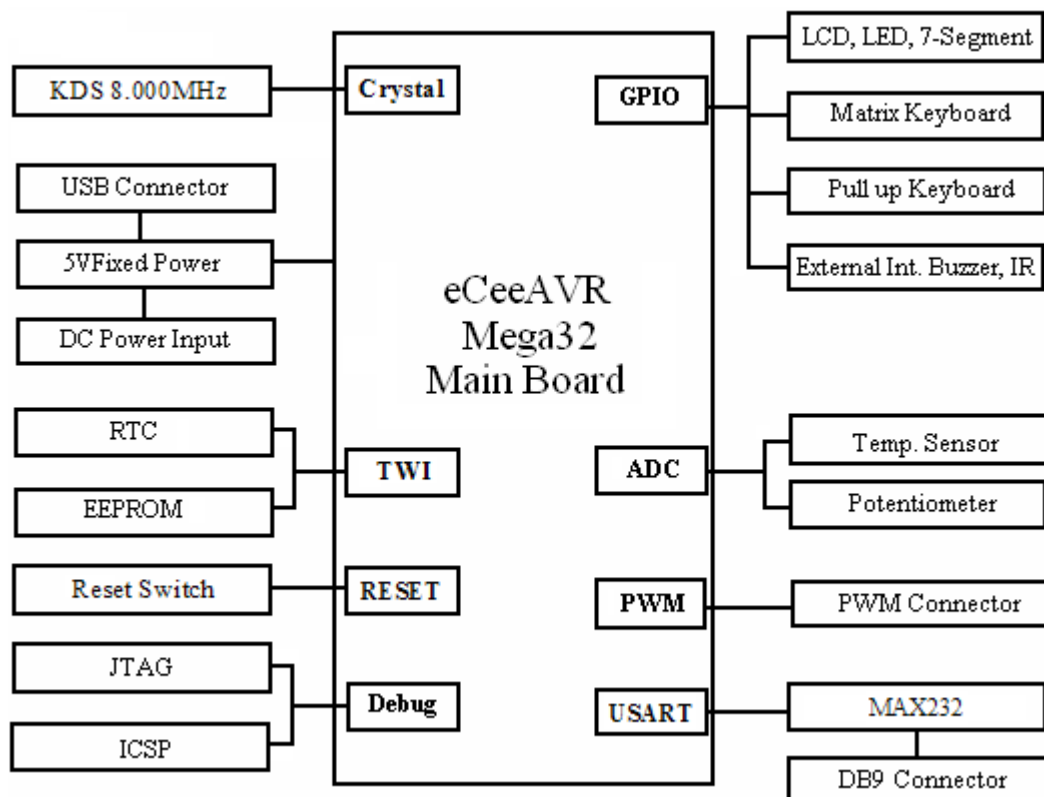 KDS 8.000MHz
USB Connector
5VFixed Power
DC Power Input
RTC
EEPROM
Reset Switch
JTAG
ICSP
Crystal
TWI
RESET
Debug
eCeeAVR
Mega32
Main Board
GPIO
ADC
PWM
USART
LCD, LED, 7-Segment
Matrix Keyboard
Pull up Keyboard
External Int. Buzzer, IR
Temp. Sensor
Potentiometer
PWM Connector
MAX232
DB9 Connector